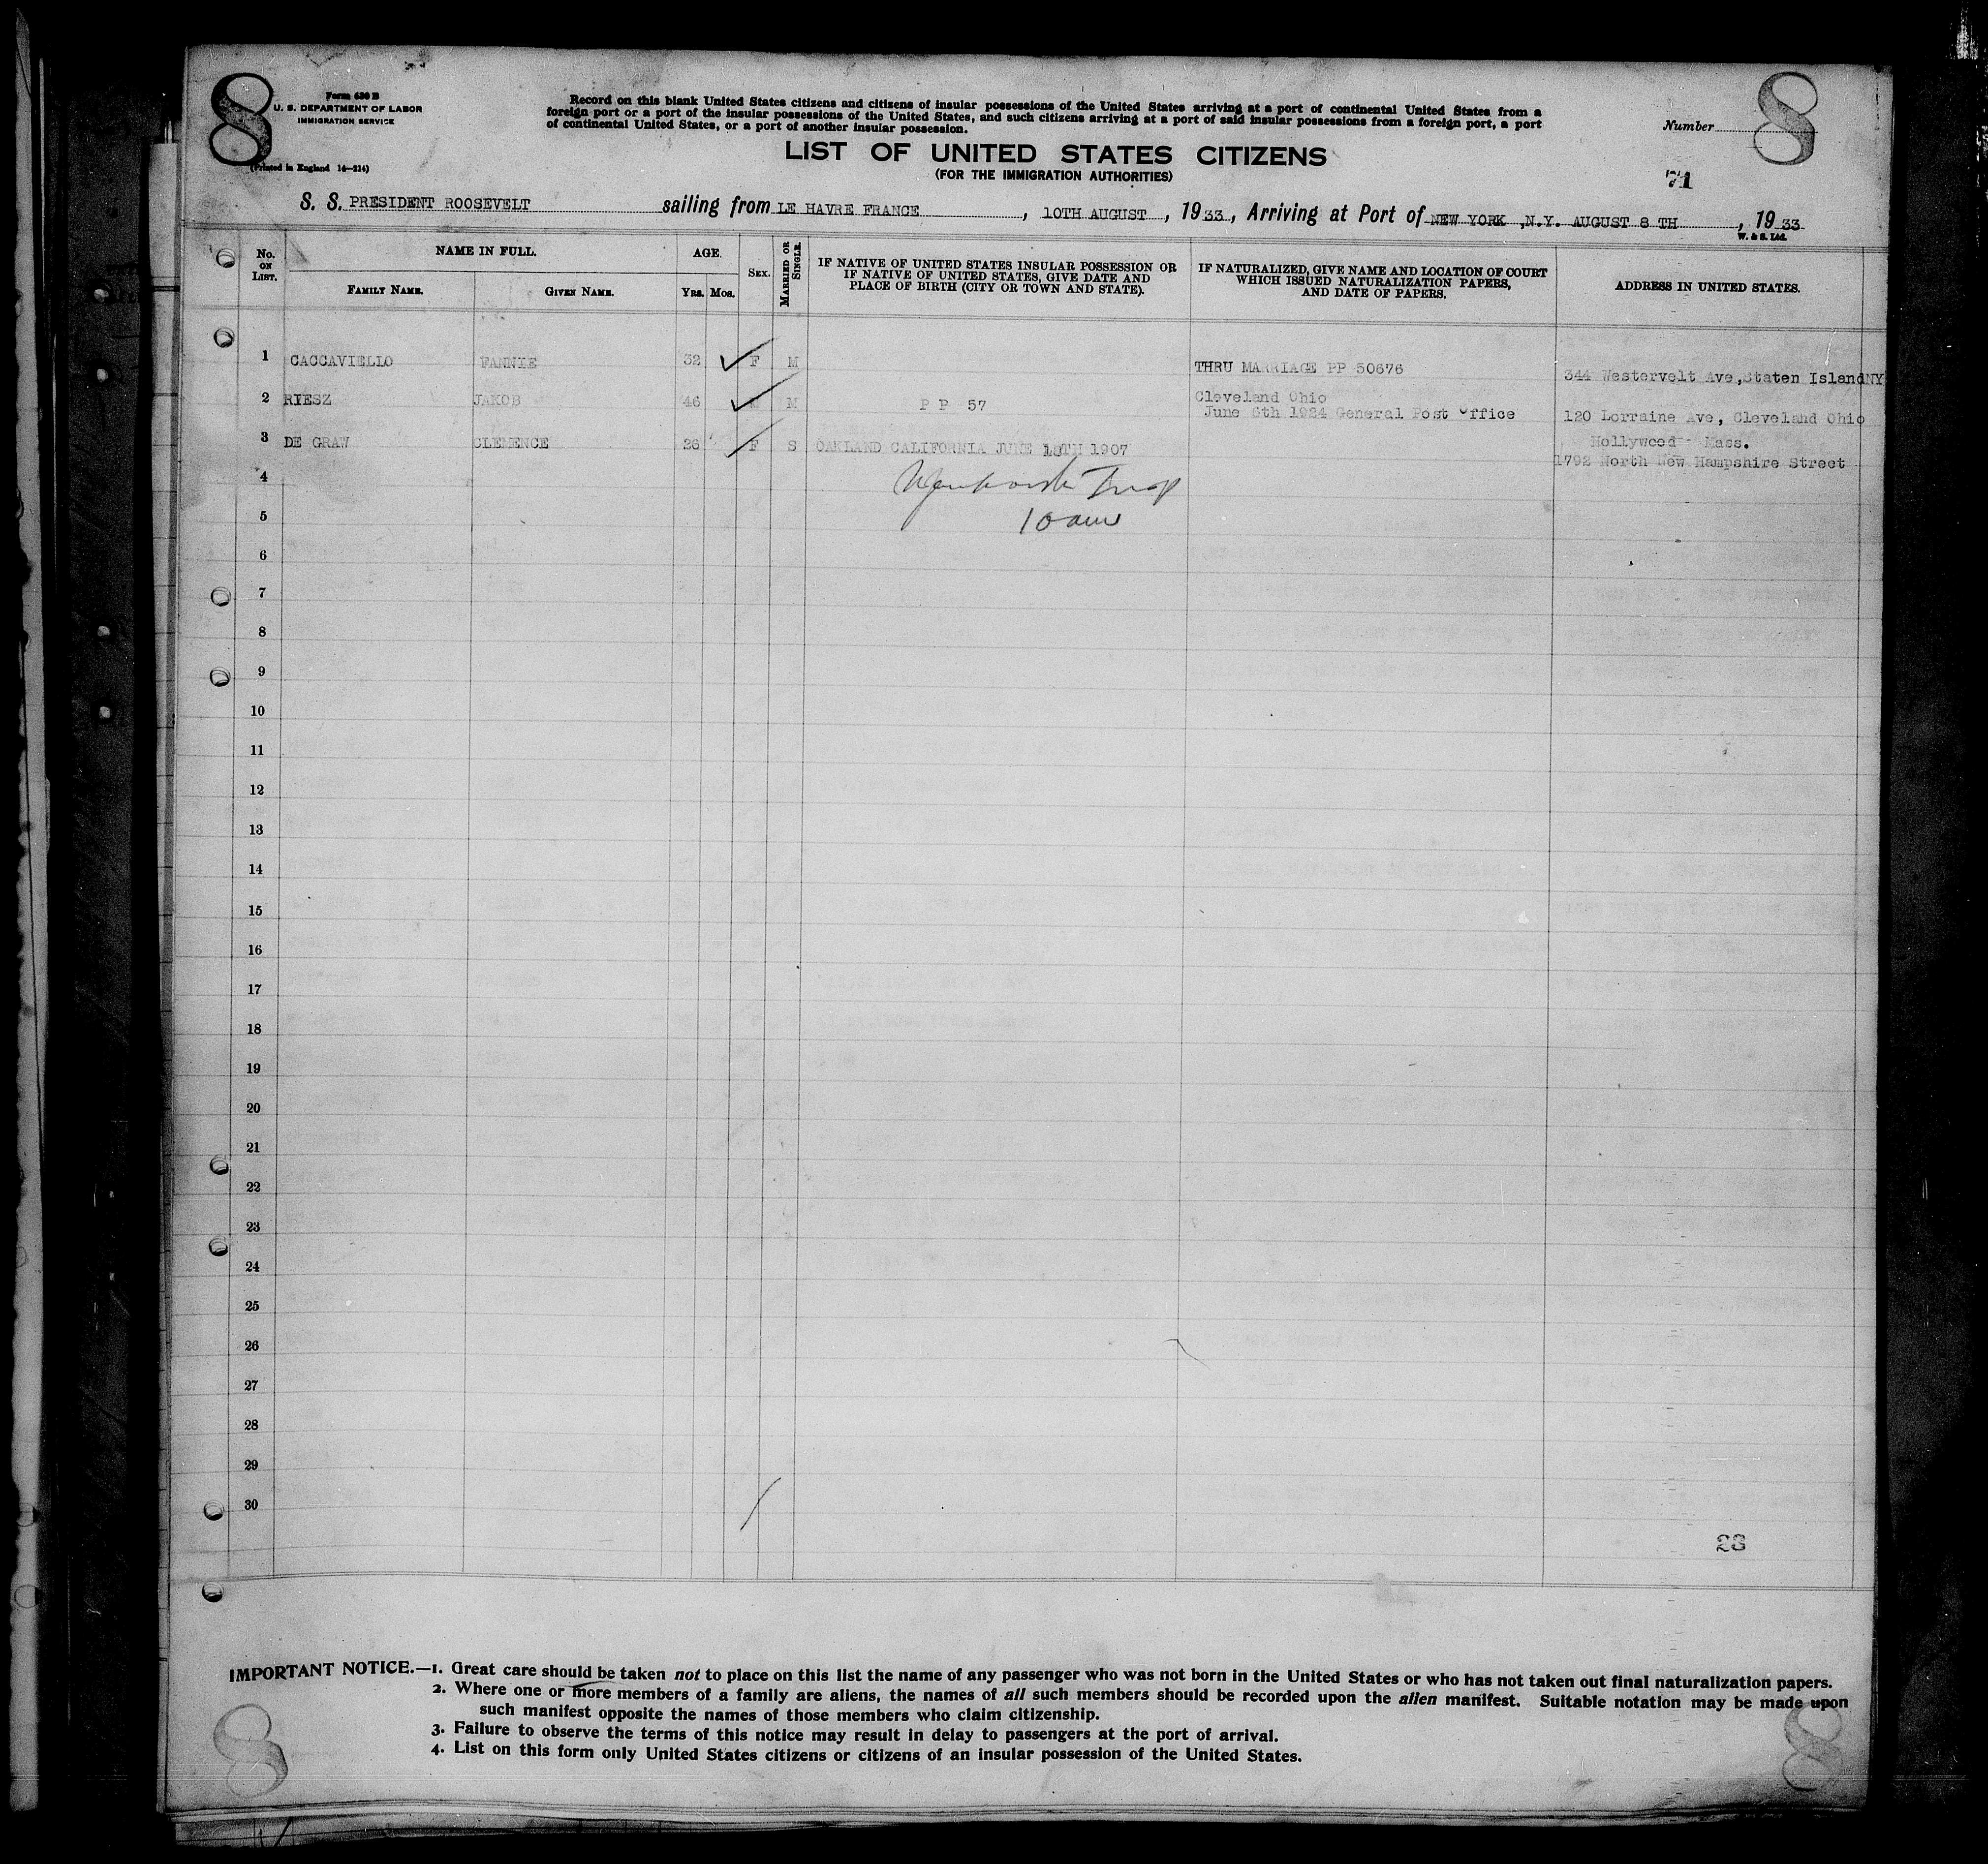 8
Form 630 B
U. S. DEPARTMENT OF LABOR
IMMIGRATION SERVICE
(Printed in England 14—214)
Record on this blank United States citizens and citizens of insular possessions of the United States arriving at a port of continental United States from a
foreign port or a port of the insular possessions of the United States, and such citizens arriving at a port of said insular possessions from a foreign port, a port
of continental United States, or a port of another insular possession.
Number
8
LIST OF UNITED STATES CITIZENS
(FOR THE IMMIGRATION AUTHORITIES)
71
S. S. PRESIDENT ROOSEVELT sailing from LE HAVRE FRANCE, 10TH AUGUST, 1933, Arriving at Port of NEW YORK ,N.Y. AUGUST 8 TH, 1933
W. & S. Ltd.
No. ON LIST.
NAME IN FULL.
FAMILY NAME.
GIVEN NAME.
AGE.
YRS. MOS.
SEX.
MARRIED OR SINGLE.
IF NATIVE OF UNITED STATES INSULAR POSSESSION OR
IF NATIVE OF UNITED STATES, GIVE DATE AND
PLACE OF BIRTH (CITY OR TOWN AND STATE).
IF NATURALIZED, GIVE NAME AND LOCATION OF COURT
WHICH ISSUED NATURALIZATION PAPERS,
AND DATE OF PAPERS.
ADDRESS IN UNITED STATES.
1 CACCAVIELLO FANNIE 32 F M THRU MARRIAGE PP 50676 344 Westervelt Ave,Staten IslandNY
2 RIESZ JAKOB 46 M P P 57 Cleveland Ohio
June 6th 1924 General Post Office 120 Lorraine Ave, Cleveland Ohio
3 DE GRAW CLEMENCE 26 F S OAKLAND CALIFORNIA JUNE 18TH 1907 Hollywood - Mass.
1792 North New Hampshire Street
4
10 am
5
6
7
8
9
10
11
12
13
14
15
16
17
18
19
20
21
22
23
24
25
26
27
28
29
30
28
IMPORTANT NOTICE.—1. Great care should be taken not to place on this list the name of any passenger who was not born in the United States or who has not taken out final naturalization papers.
2. Where one or more members of a family are aliens, the names of all such members should be recorded upon the alien manifest. Suitable notation may be made upon
such manifest opposite the names of those members who claim citizenship.
3. Failure to observe the terms of this notice may result in delay to passengers at the port of arrival.
4. List on this form only United States citizens or citizens of an insular possession of the United States.
8
8